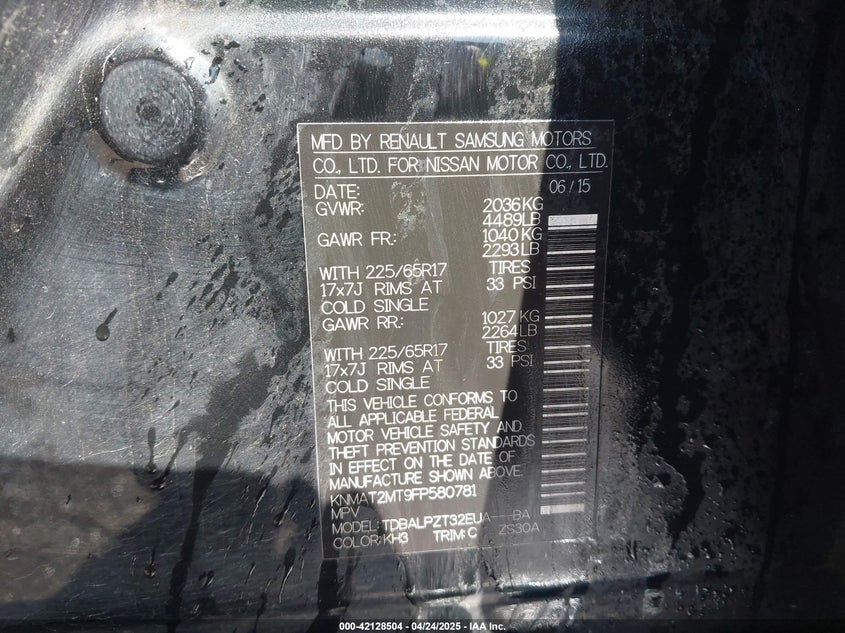 MFD BY RENAULT SAMSUNG MOTORS
CO., LTD. FOR NISSAN MOTOR CO., LTD.
DATE: 06/15
GVWR: 2036KG
4489LB
GAWR FR: 1040KG
2293LB
WITH 225/65R17 TIRES
17x7J RIMS AT 33 PSI
COLD SINGLE
GAWR RR: 1027KG
2264LB
WITH 225/65R17 TIRES
17x7J RIMS AT 33 PSI
COLD SINGLE
THIS VEHICLE CONFORMS TO
ALL APPLICABLE FEDERAL
MOTOR VEHICLE SAFETY AND
THEFT PREVENTION STANDARDS
IN EFFECT ON THE DATE OF
MANUFACTURE SHOWN ABOVE.
KNMAT2MT9FP580781
MPV
MODEL: TDBALPZT32EUA---BA
COLOR: KH3 TRIM: C ZS30A
000-42128504 - 04/24/2025 - IAA Inc.